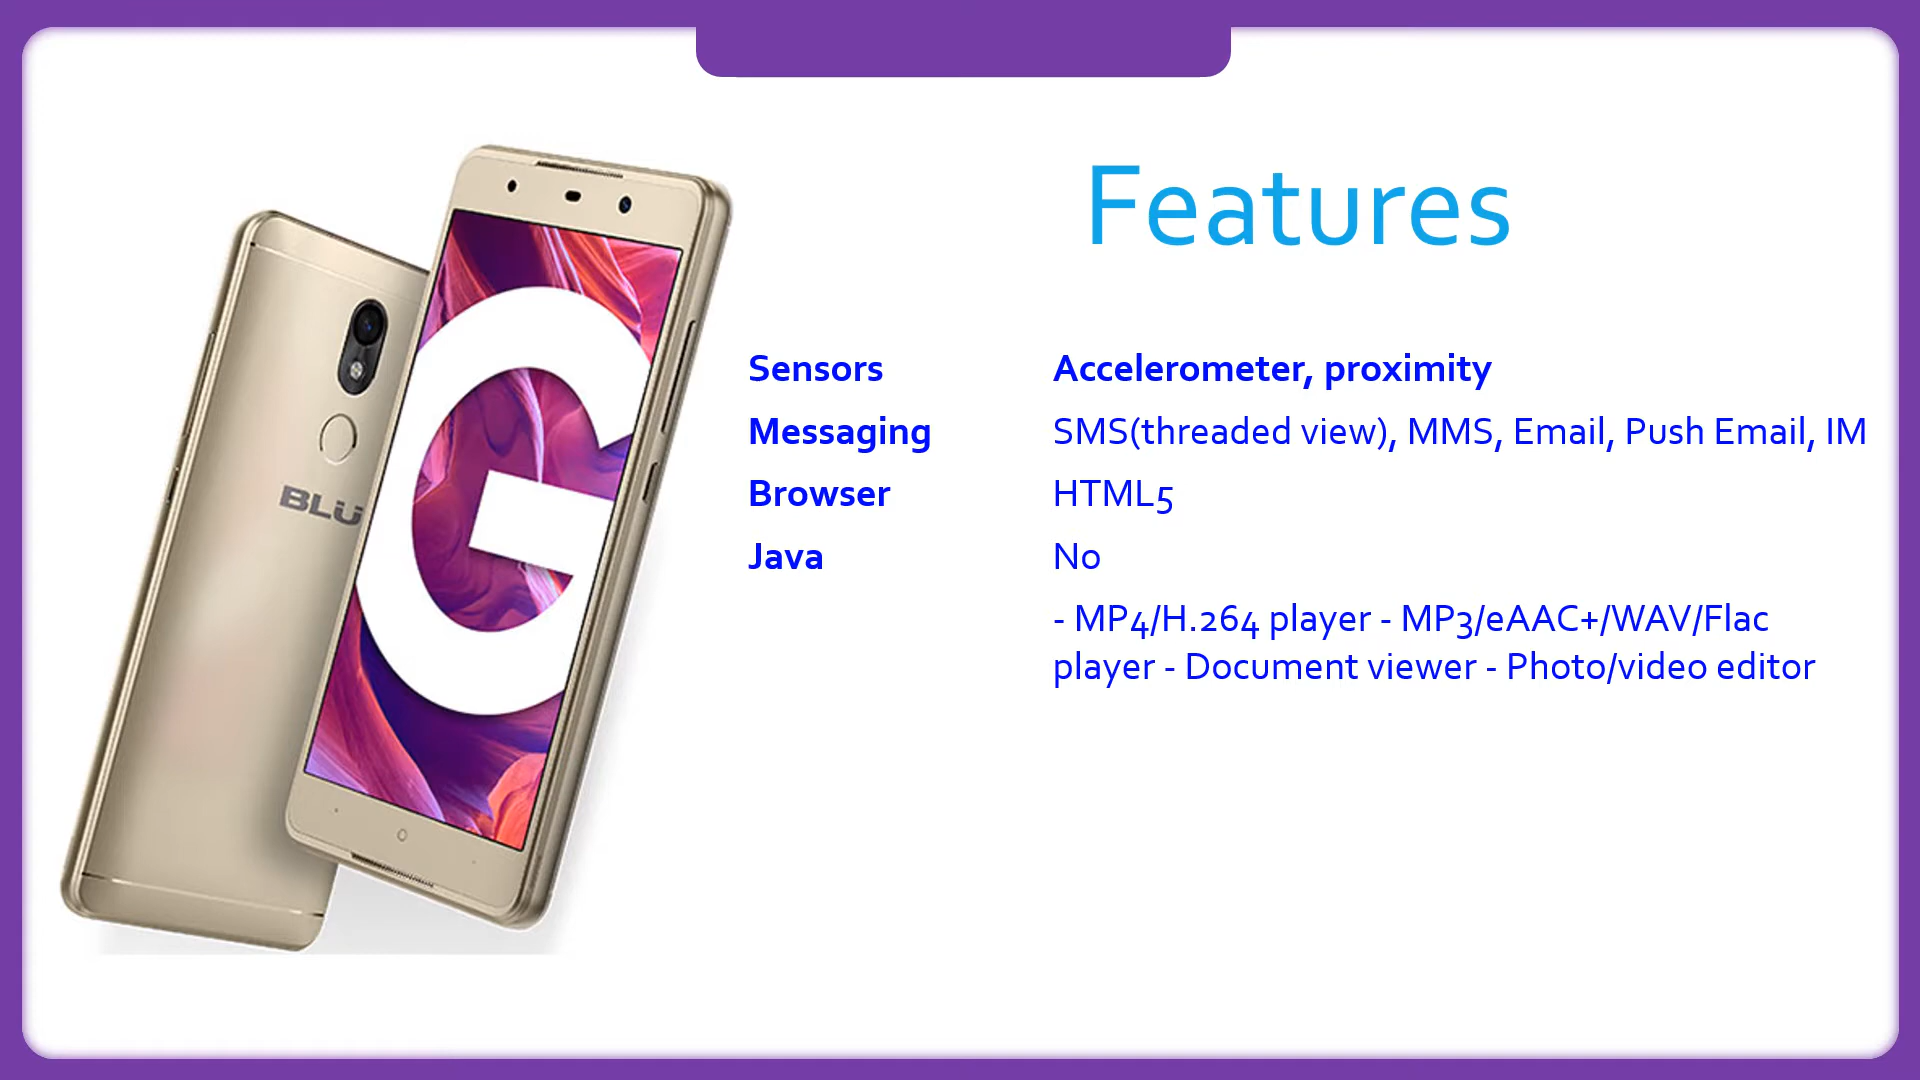 Features
BLU
Sensors Accelerometer, proximity
Messaging SMS(threaded view), MMS, Email, Push Email, IM
Browser HTML5
Java No
- MP4/H.264 player - MP3/eAAC+/WAV/Flac
player - Document viewer - Photo/video editor